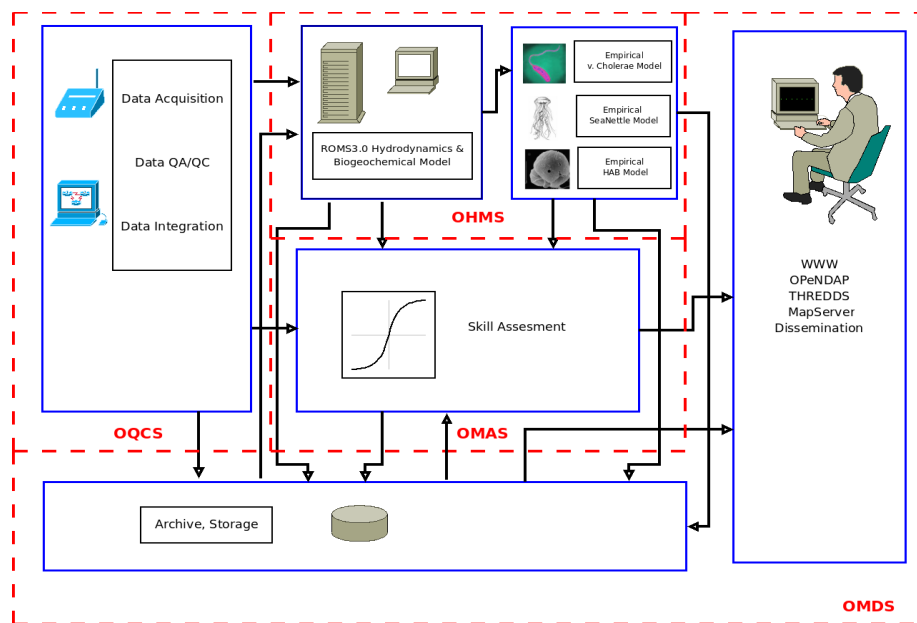 Data Acquisition
Data QA/QC
Data Integration
OQCS
ROMS3.0 Hydrodynamics &
Biogeochemical Model
Empirical
v. Cholerae Model
Empirical
SeaNettle Model
Empirical
HAB Model
OHMS
Skill Assesment
OMAS
WWW
OPeNDAP
THREDDS
MapServer
Dissemination
Archive, Storage
OMDS